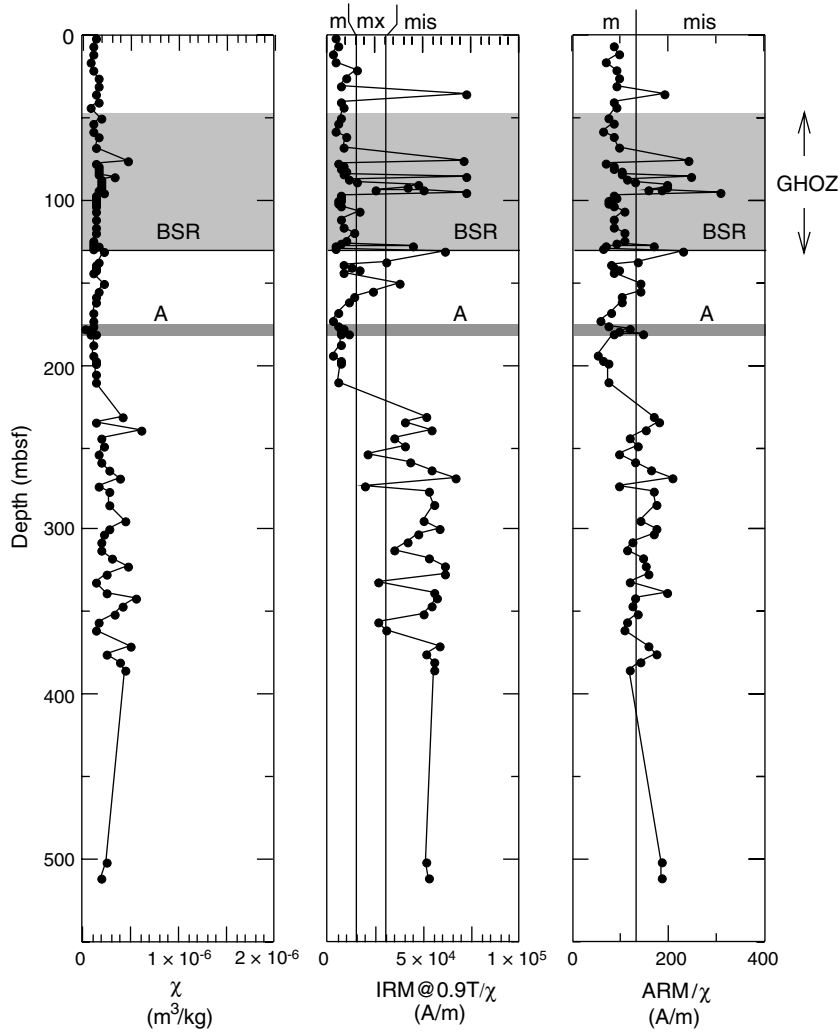 m mx mis
m mis
0
100
200
300
400
500
Depth (mbsf)
BSR
A
BSR
A
BSR
A
GHOZ
0 1 × 10⁻⁶ 2 × 10⁻⁶
χ
(m³/kg)
0 5 x 10⁴ 1 x 10⁵
IRM@0.9T/χ
(A/m)
0 200 400
ARM/χ
(A/m)